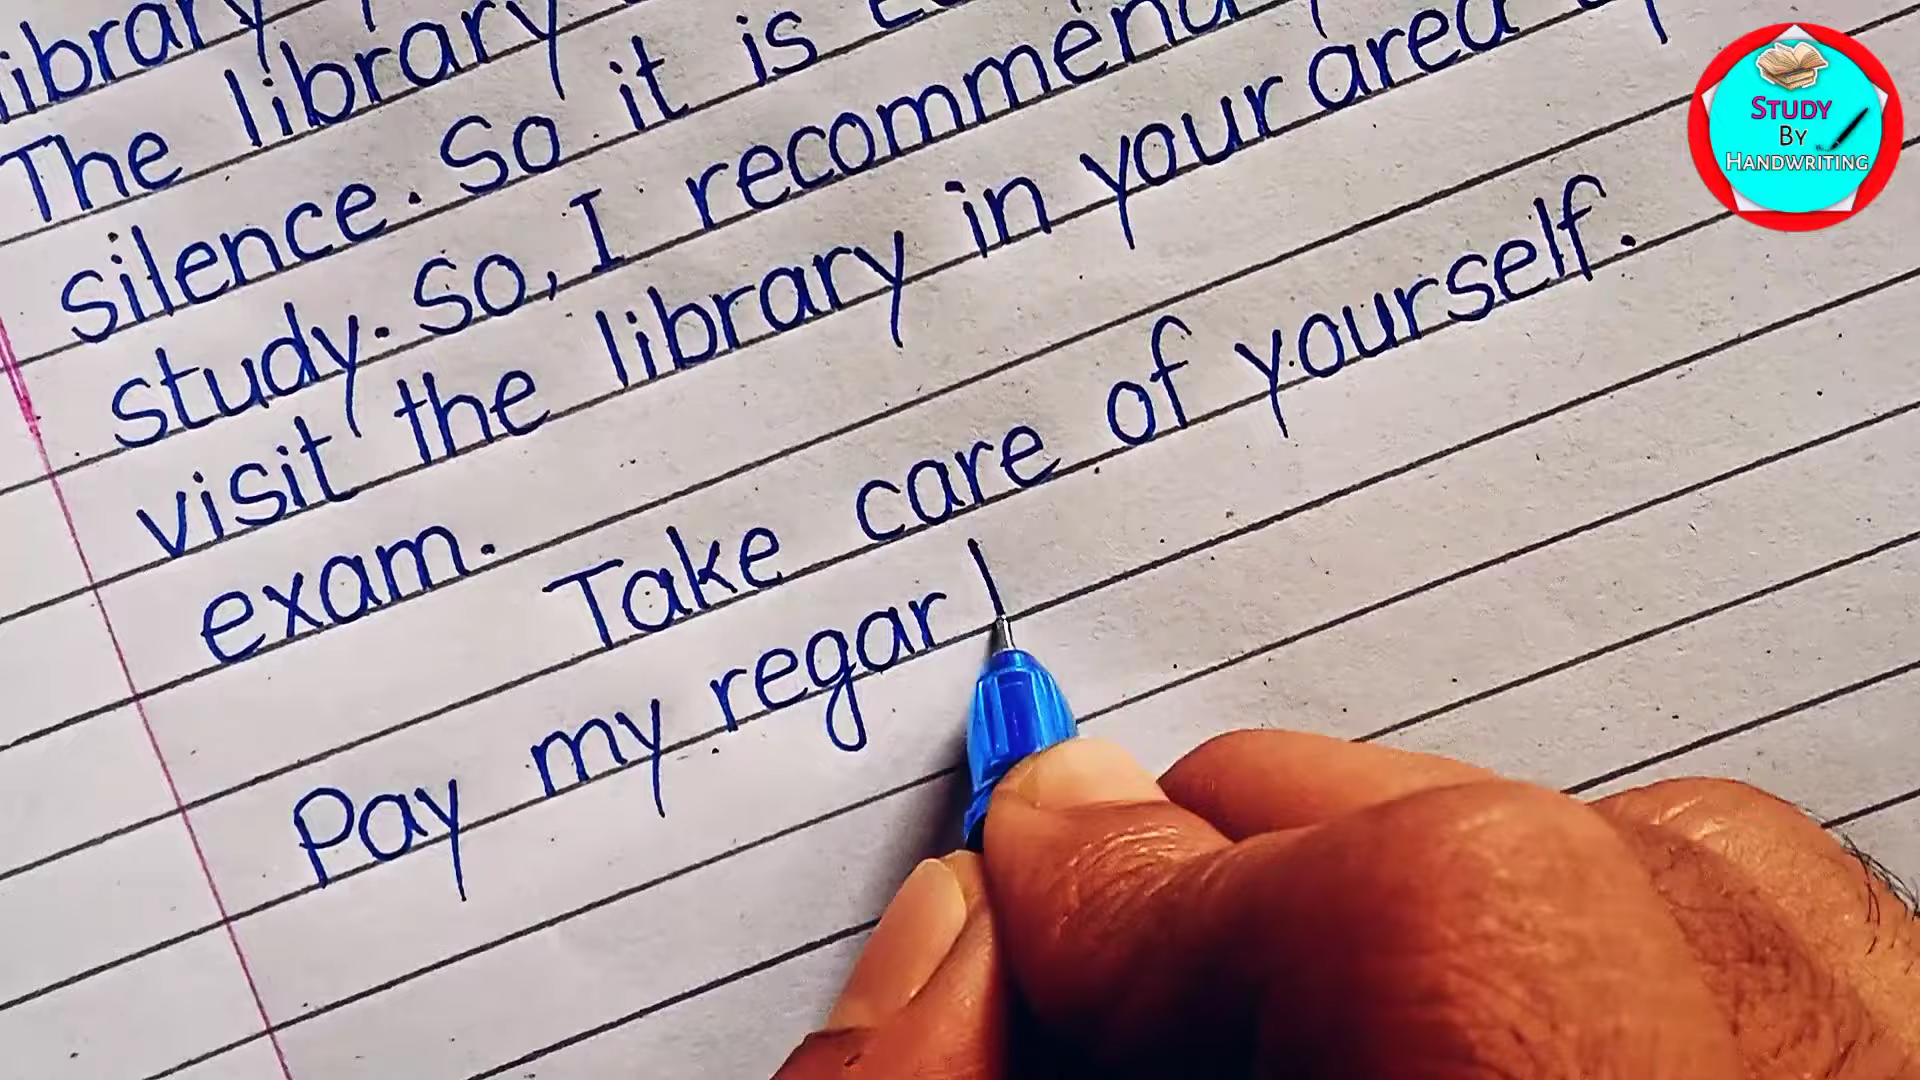 library
The library
silence. So it is
study. So, I recommend
visit the library in your area
exam.
Take care of yourself.
Pay my regar
STUDY
BY
HANDWRITING